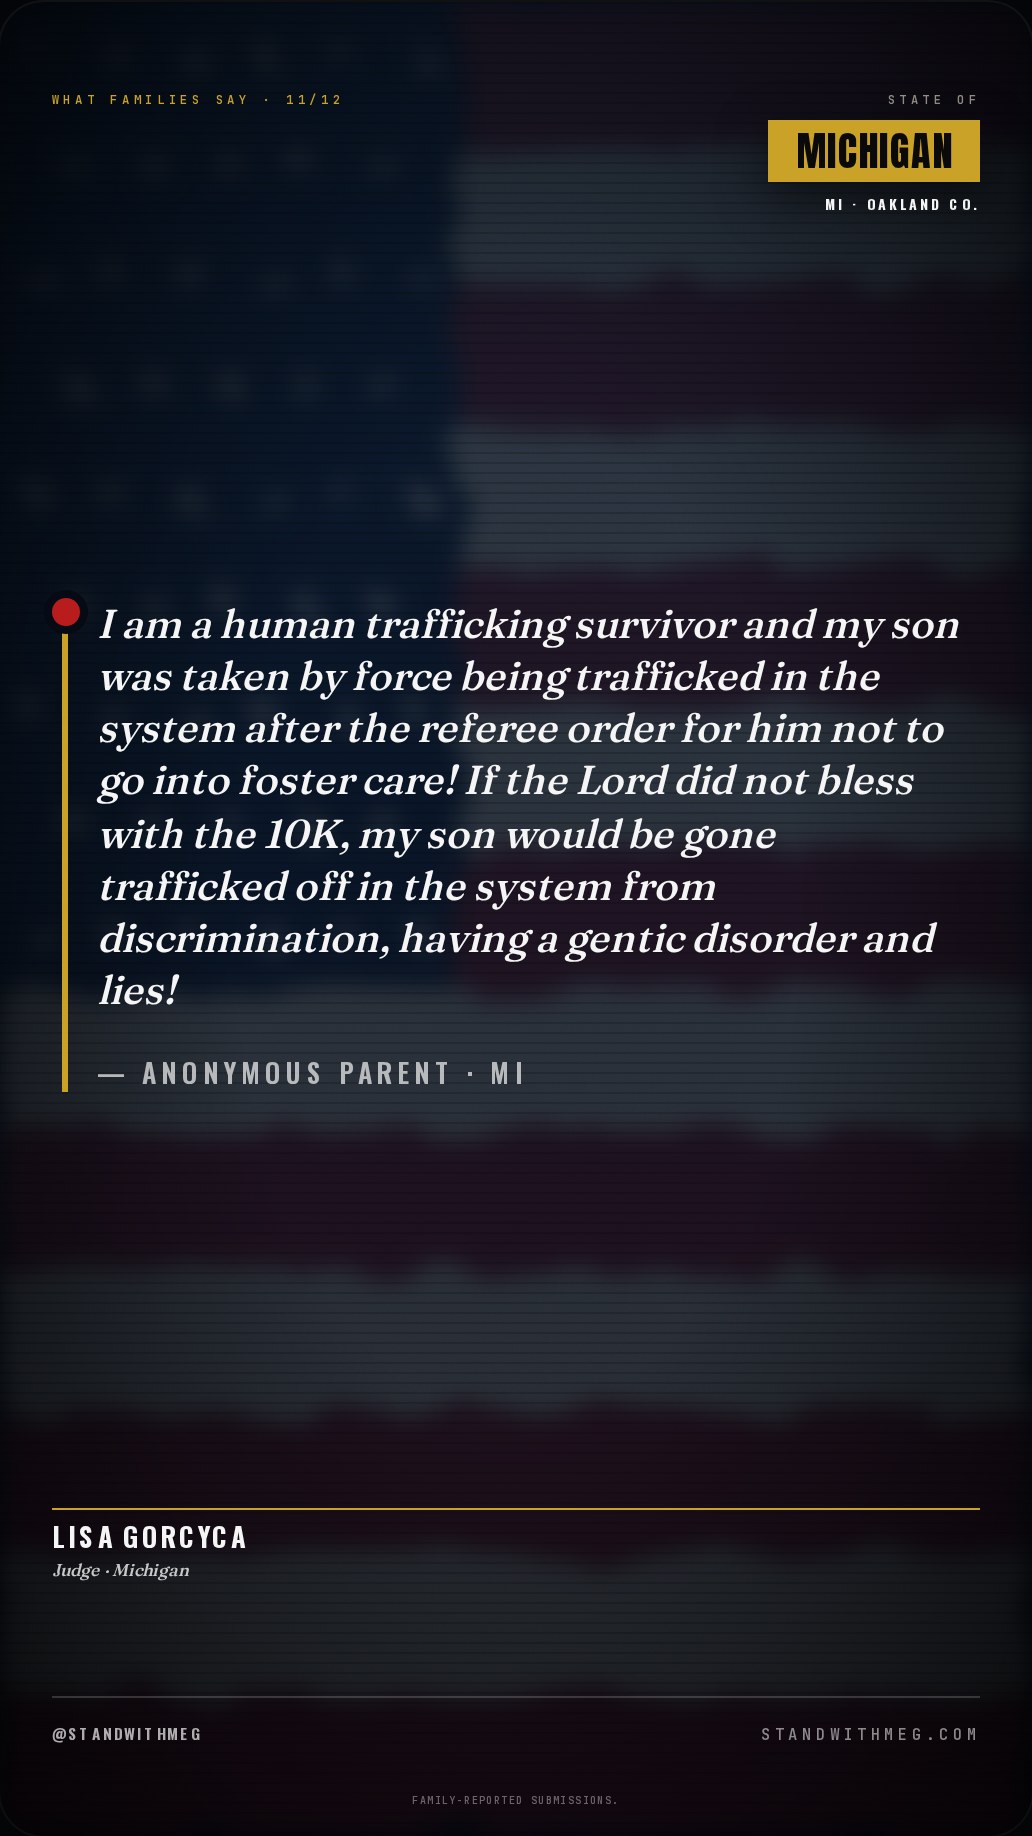 WHAT FAMILIES SAY · 11/12
STATE OF
MICHIGAN
MI · OAKLAND CO.
I am a human trafficking survivor and my son
was taken by force being trafficked in the
system after the referee order for him not to
go into foster care! If the Lord did not bless
with the 10K, my son would be gone
trafficked off in the system from
discrimination, having a gentic disorder and
lies!
— ANONYMOUS PARENT · MI
LISA GORCYCA
Judge · Michigan
@STANDWITHMEG
STANDWITHMEG.COM
FAMILY-REPORTED SUBMISSIONS.